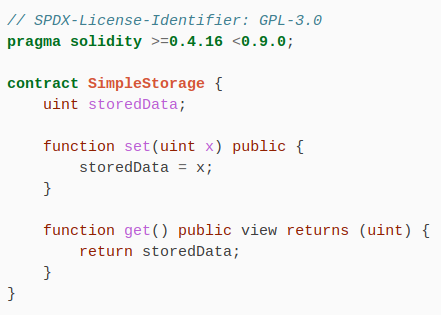 // SPDX-License-Identifier: GPL-3.0
pragma solidity >=0.4.16 <0.9.0;

contract SimpleStorage {
    uint storedData;

    function set(uint x) public {
        storedData = x;
    }

    function get() public view returns (uint) {
        return storedData;
    }
}